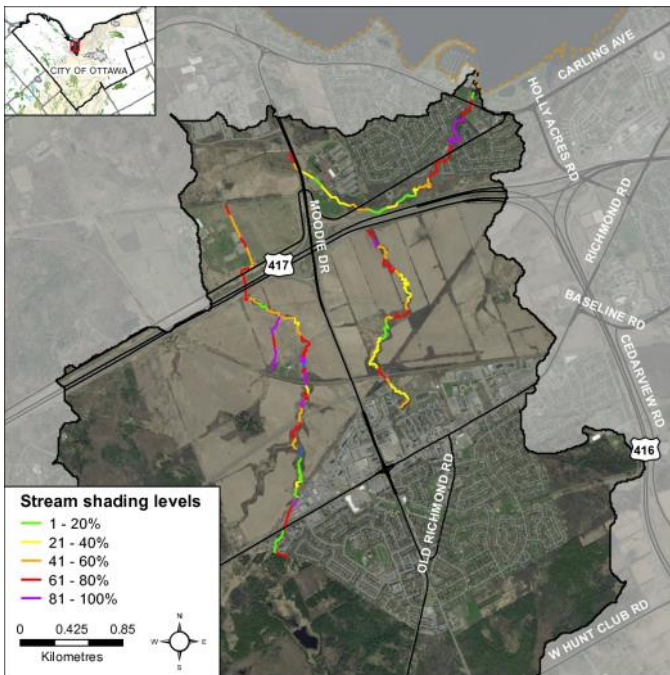 CITY OF OTTAWA
CARLING AVE
HOLLY ACRES RD
RICHMOND RD
MOODIE DR
417
BASELINE RD
CEDARVIEW RD
416
OLD RICHMOND RD
W HUNT CLUB RD
Stream shading levels
1 - 20%
21 - 40%
41 - 60%
61 - 80%
81 - 100%
0 0.425 0.85
Kilometres
N
W E
S